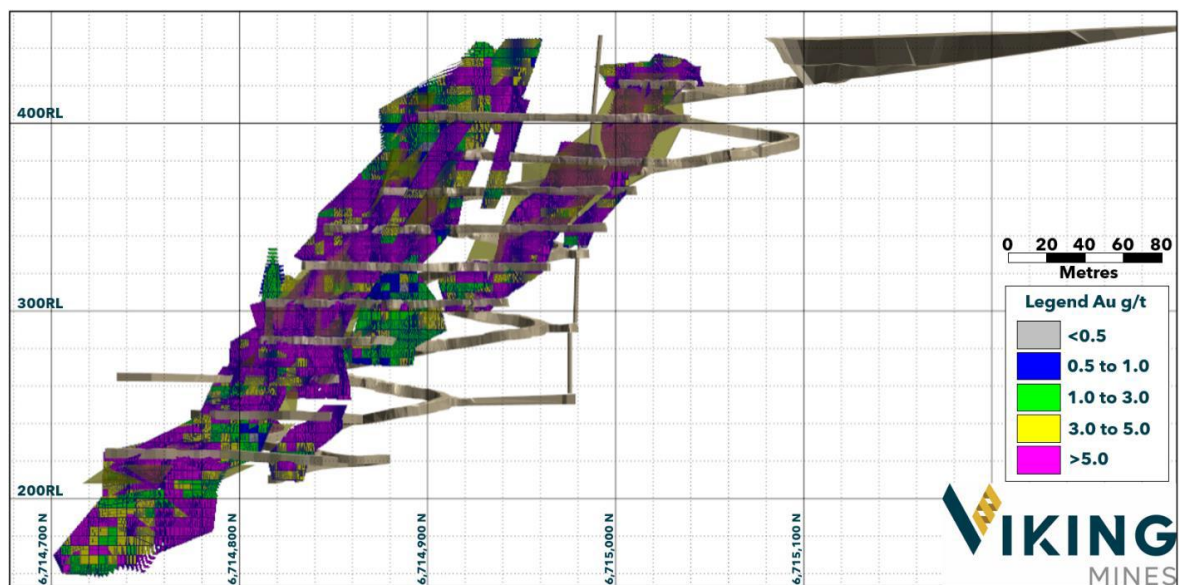 400RL
300RL
200RL
6,714,700 N
6,714,800 N
6,714,900 N
6,715,000 N
6,715,100 N
0 20 40 60 80
Metres
Legend Au g/t
<0.5
0.5 to 1.0
1.0 to 3.0
3.0 to 5.0
>5.0
VIKING
MINES